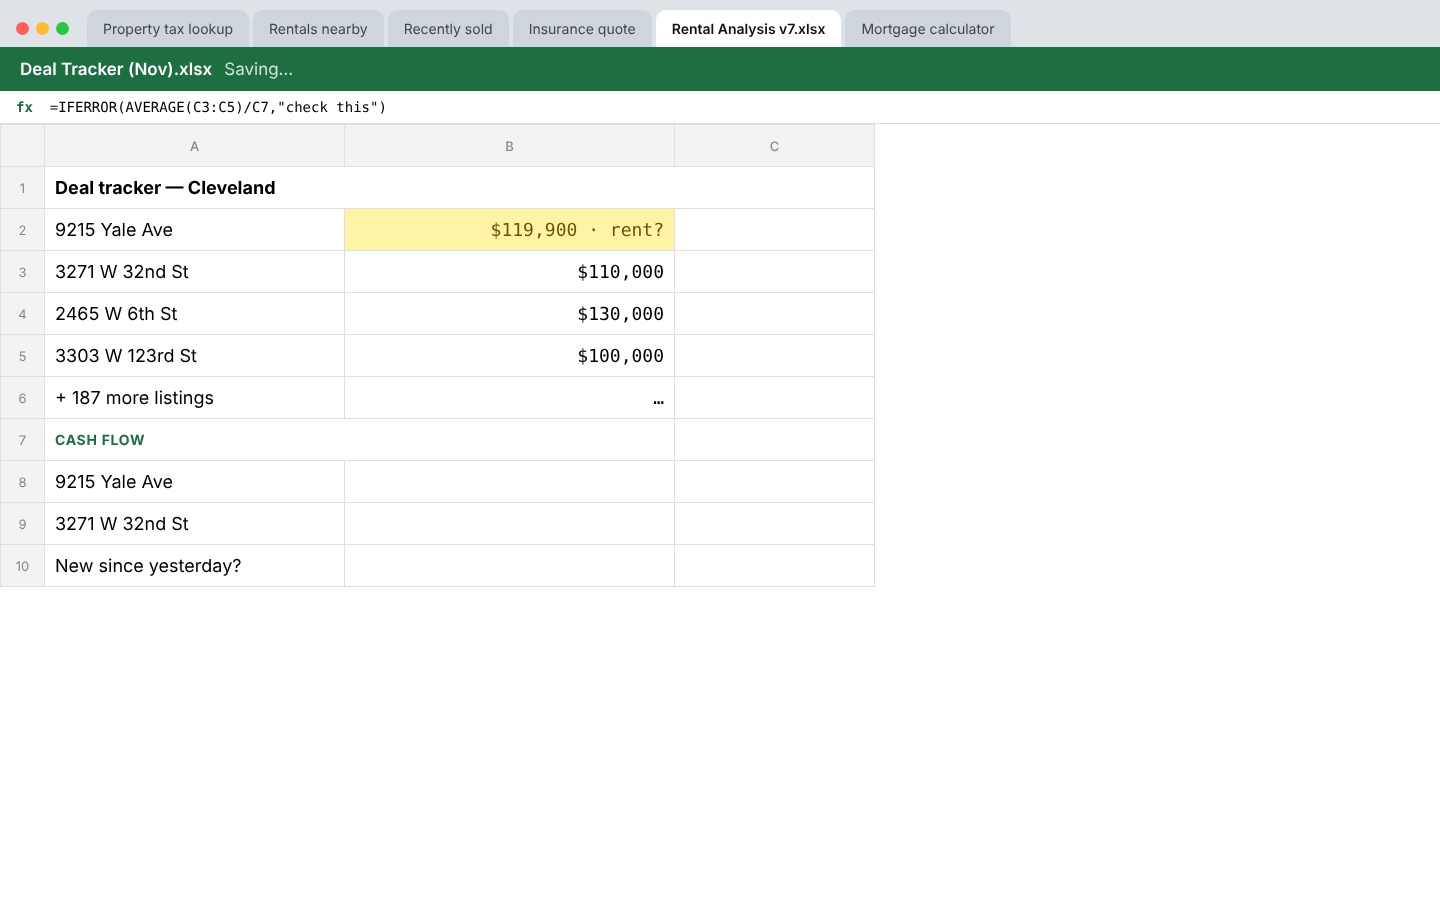 Property tax lookup
Rentals nearby
Recently sold
Insurance quote
Rental Analysis v7.xlsx
Mortgage calculator
Deal Tracker (Nov).xlsx Saving...
fx =IFERROR(AVERAGE(C3:C5)/C7,"check this")
A B C
1 Deal tracker — Cleveland
2 9215 Yale Ave $119,900 · rent?
3 3271 W 32nd St $110,000
4 2465 W 6th St $130,000
5 3303 W 123rd St $100,000
6 + 187 more listings …
7 CASH FLOW
8 9215 Yale Ave
9 3271 W 32nd St
10 New since yesterday?